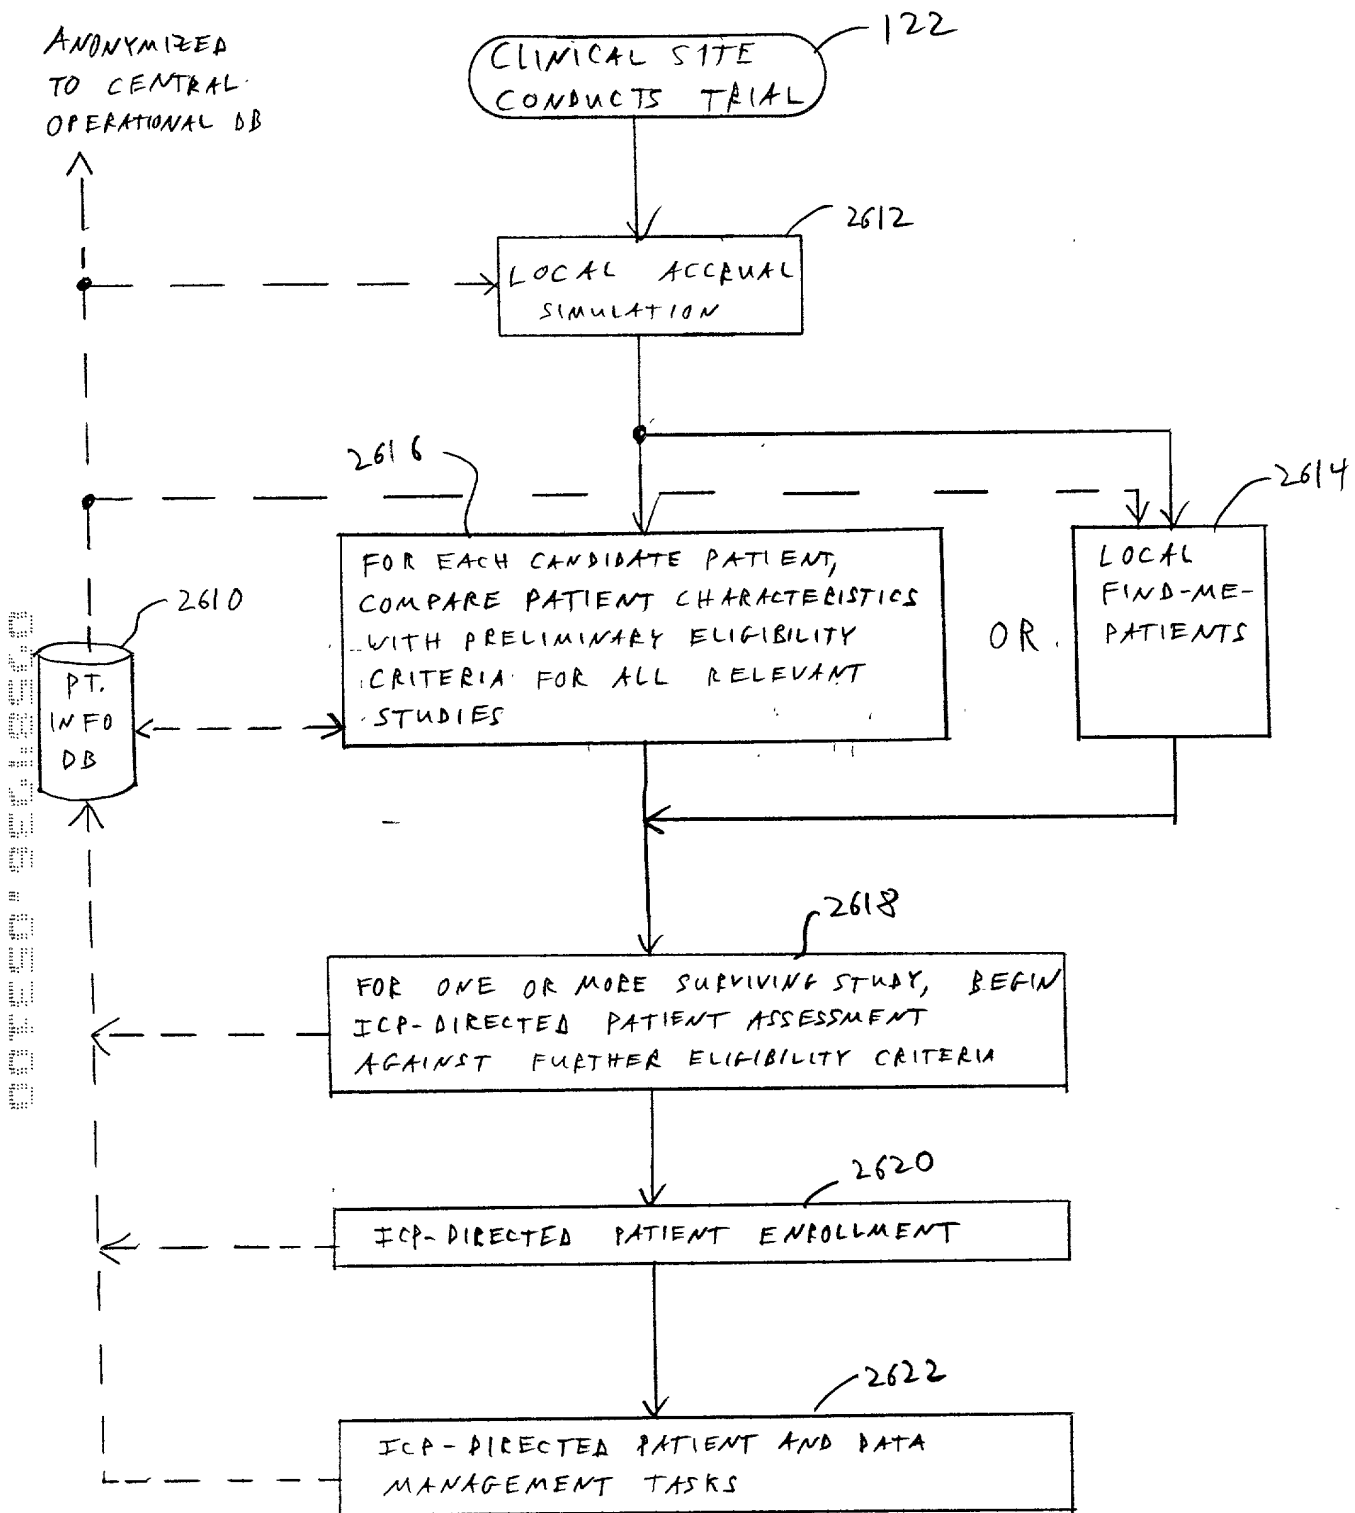 ANONYMIZED
TO CENTRAL
OPERATIONAL DB
CLINICAL SITE
CONDUCTS TRIAL
122
2612
LOCAL ACCRUAL
SIMULATION
2616
2614
FOR EACH CANDIDATE PATIENT,
COMPARE PATIENT CHARACTERISTICS
WITH PRELIMINARY ELIGIBILITY
CRITERIA FOR ALL RELEVANT
STUDIES
OR
LOCAL
FIND-ME-
PATIENTS
2610
PT.
INFO
DB
2618
FOR ONE OR MORE SURVIVING STUDY, BEGIN
ICP-DIRECTED PATIENT ASSESSMENT
AGAINST FURTHER ELIGIBILITY CRITERIA
2620
ICP-DIRECTED PATIENT ENROLLMENT
2622
ICP-DIRECTED PATIENT AND DATA
MANAGEMENT TASKS